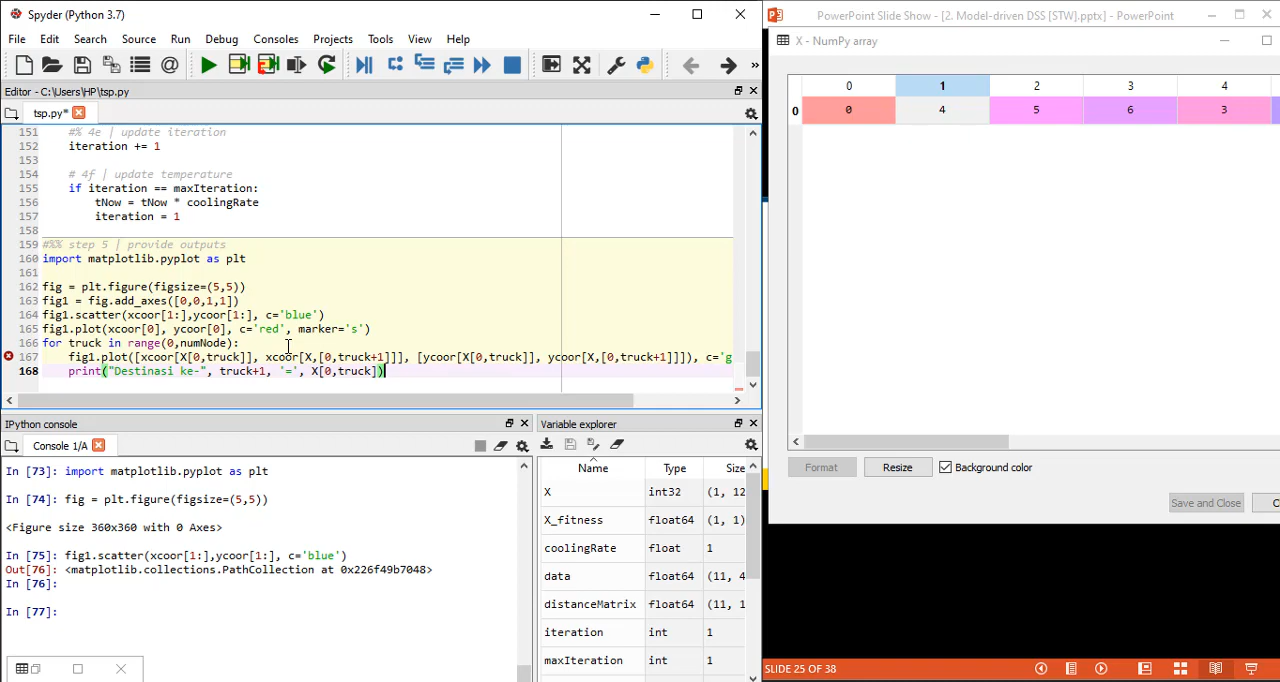 Spyder (Python 3.7)
File Edit Search Source Run Debug Consoles Projects Tools View Help
Editor - C:\Users\HP\tsp.py
tsp.py*
151 #% 4e | update iteration
152 iteration += 1
153
154 # 4f | update temperature
155 if iteration == maxIteration:
156 tNow = tNow * coolingRate
157 iteration = 1
158
159 #%% step 5 | provide outputs
160 import matplotlib.pyplot as plt
161
162 fig = plt.figure(figsize=(5,5))
163 fig1 = fig.add_axes([0,0,1,1])
164 fig1.scatter(xcoor[1:],ycoor[1:], c='blue')
165 fig1.plot(xcoor[0], ycoor[0], c='red', marker='s')
166 for truck in range(0,numNode):
167 fig1.plot([xcoor[X[0,truck]], xcoor[X,[0,truck+1]]], [ycoor[X[0,truck]], ycoor[X,[0,truck+1]]]), c='g
168 print("Destinasi ke-", truck+1, '=', X[0,truck])
IPython console
Console 1/A
In [73]: import matplotlib.pyplot as plt
In [74]: fig = plt.figure(figsize=(5,5))
<Figure size 360x360 with 0 Axes>
In [75]: fig1.scatter(xcoor[1:],ycoor[1:], c='blue')
Out[76]: <matplotlib.collections.PathCollection at 0x226f49b7048>
In [76]:
In [77]:
Variable explorer
Name Type Size
X int32 (1, 12
X_fitness float64 (1, 1)
coolingRate float 1
data float64 (11, 4
distanceMatrix float64 (11, 1
iteration int 1
maxIteration int 1
PowerPoint Slide Show - [2. Model-driven DSS [STW].pptx] - PowerPoint
X - NumPy array
0 1 2 3 4
0 0 4 5 6 3
Format Resize Background color
Save and Close C
SLIDE 25 OF 38